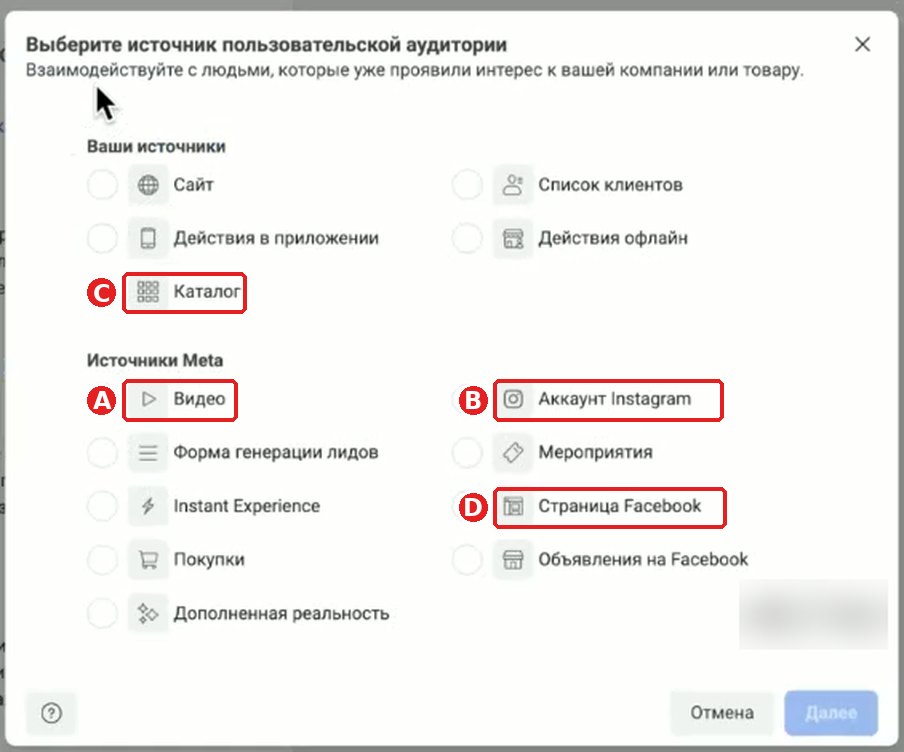 Выберите источник пользовательской аудитории
Взаимодействуйте с людьми, которые уже проявили интерес к вашей компании или товару.
Ваши источники
Сайт
Список клиентов
Действия в приложении
Действия офлайн
C Каталог
Источники Meta
A Видео
B Аккаунт Instagram
Форма генерации лидов
Мероприятия
Instant Experience
D Страница Facebook
Покупки
Объявления на Facebook
Дополненная реальность
?
Отмена
Далее